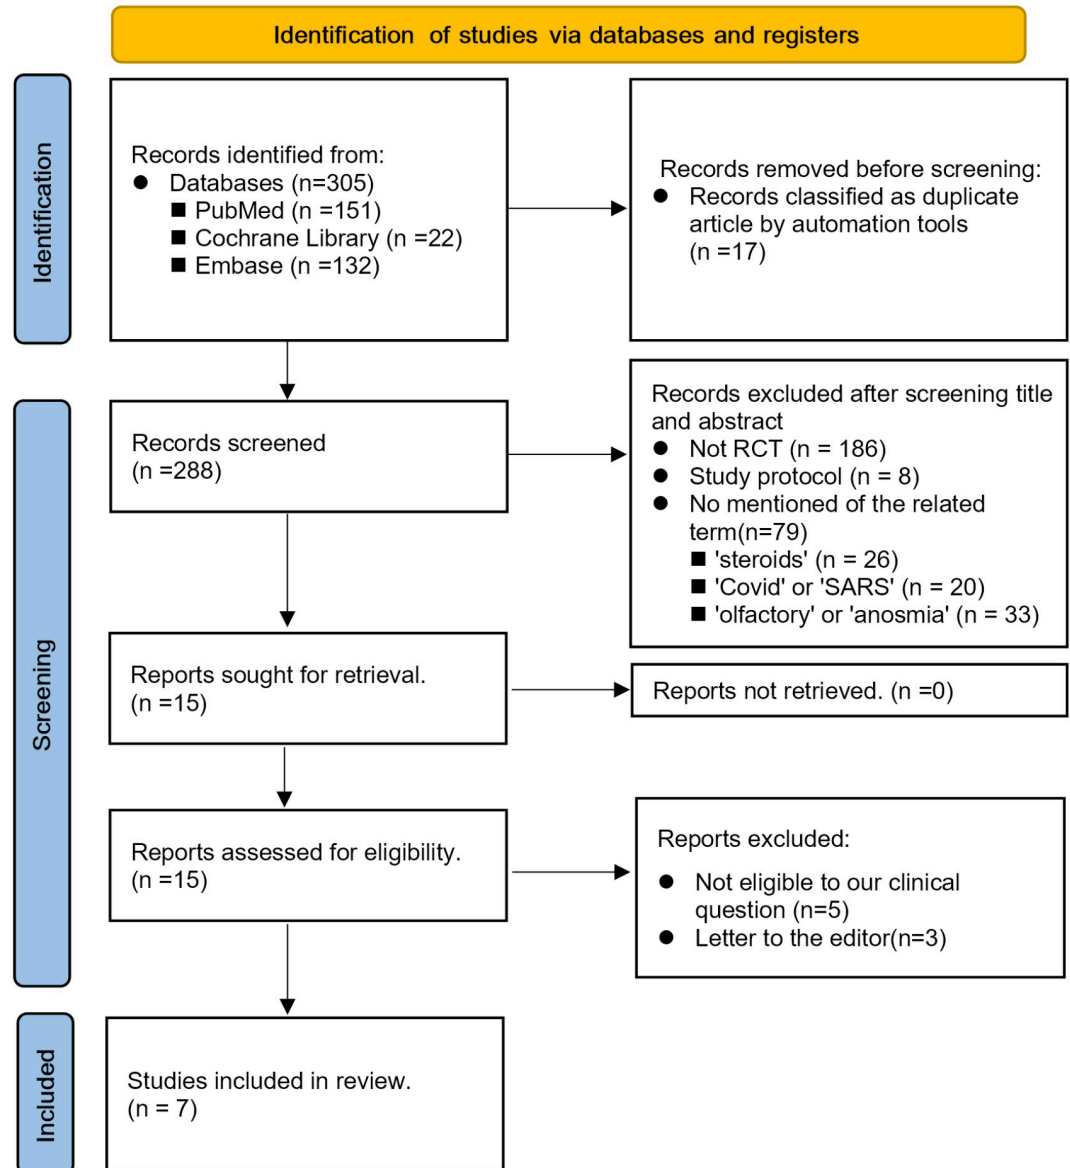 Identification of studies via databases and registers
Identification
Records identified from:
● Databases (n=305)
■ PubMed (n =151)
■ Cochrane Library (n =22)
■ Embase (n =132)
Records removed before screening:
● Records classified as duplicate
article by automation tools
(n =17)
Screening
Records screened
(n =288)
Records excluded after screening title
and abstract
● Not RCT (n = 186)
● Study protocol (n = 8)
● No mentioned of the related
term(n=79)
■ 'steroids' (n = 26)
■ 'Covid' or 'SARS' (n = 20)
■ 'olfactory' or 'anosmia' (n = 33)
Reports sought for retrieval.
(n =15)
Reports not retrieved. (n =0)
Reports assessed for eligibility.
(n =15)
Reports excluded:
● Not eligible to our clinical
question (n=5)
● Letter to the editor(n=3)
Included
Studies included in review.
(n = 7)